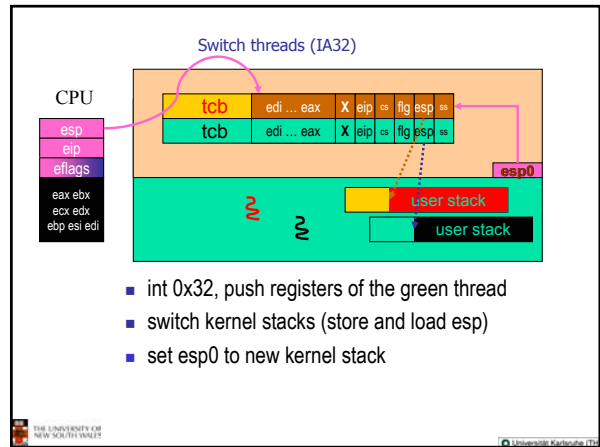 Switch threads (IA32)
CPU
esp
eip
eflags
eax ebx
ecx edx
ebp esi edi
tcb edi ... eax X eip cs flg esp ss
tcb edi ... eax X eip cs flg esp ss
esp0
user stack
user stack
int 0x32, push registers of the green thread
switch kernel stacks (store and load esp)
set esp0 to new kernel stack
THE UNIVERSITY OF
NEW SOUTH WALES
© Universität Karlsruhe (TH)